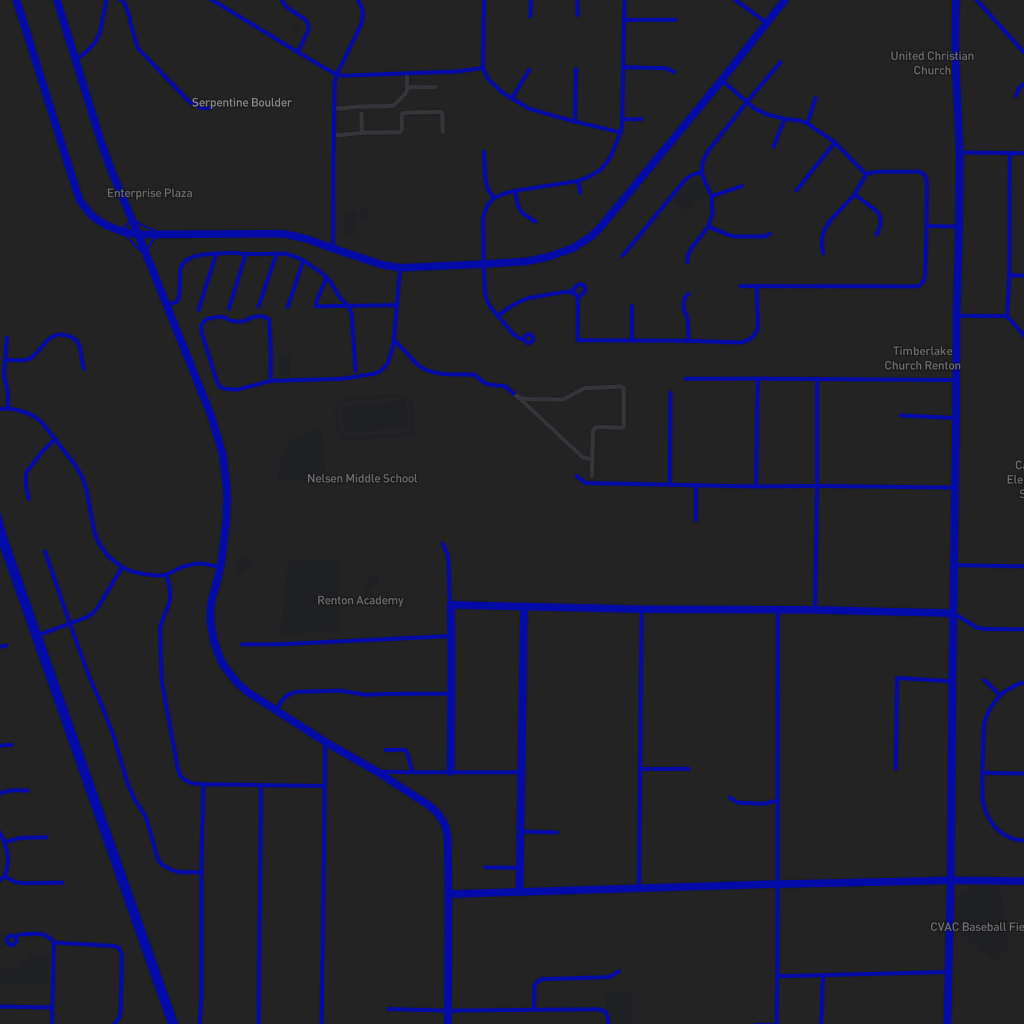 United Christian
Church
Serpentine Boulder
Enterprise Plaza
Timberlake
Church Renton
Nelsen Middle School
Renton Academy
CVAC Baseball Fie